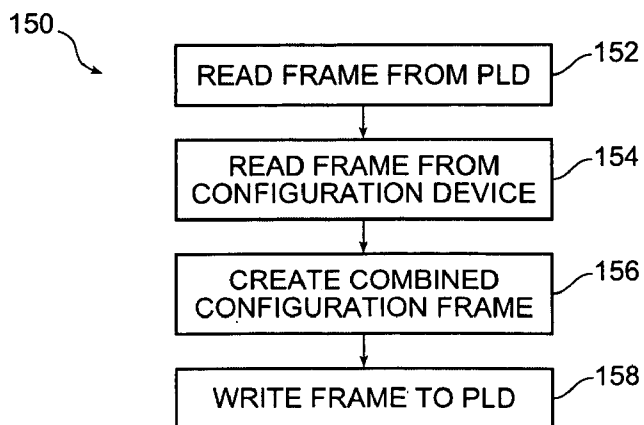 150
READ FRAME FROM PLD
152
READ FRAME FROM
CONFIGURATION DEVICE
154
CREATE COMBINED
CONFIGURATION FRAME
156
WRITE FRAME TO PLD
158